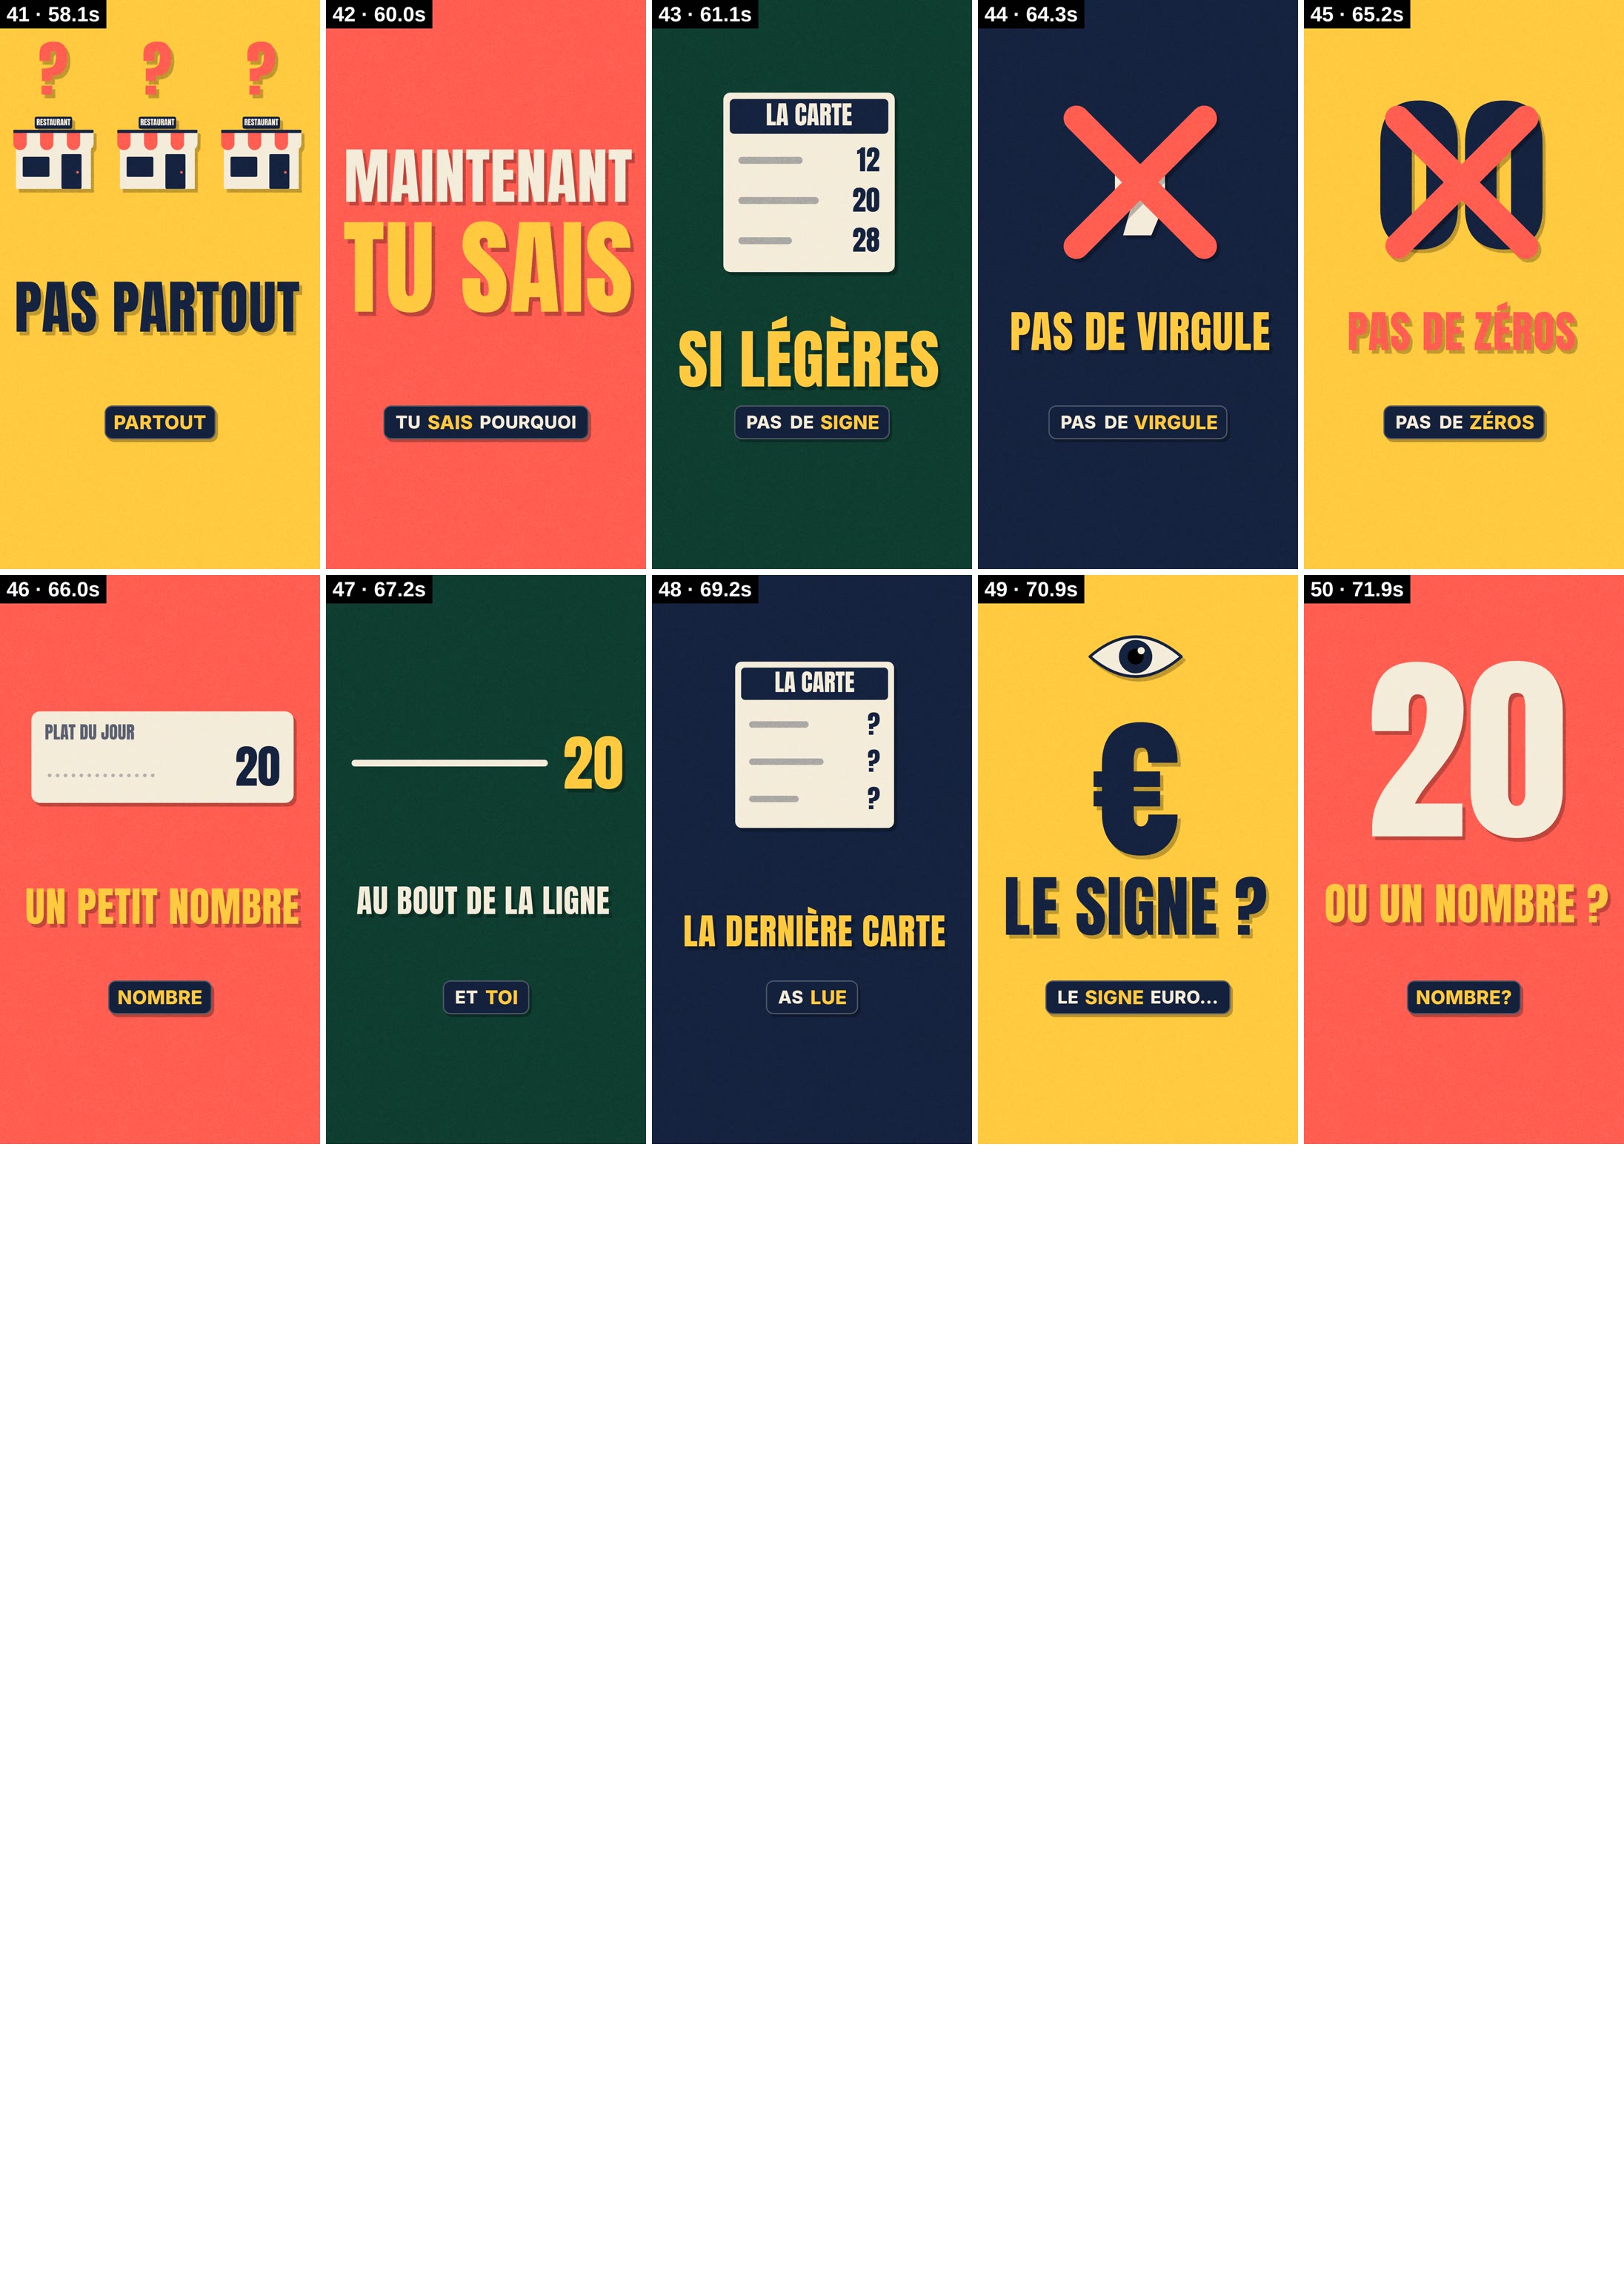 41 · 58.1s
?
?
?
RESTAURANT
RESTAURANT
RESTAURANT
PAS PARTOUT
PARTOUT
42 · 60.0s
MAINTENANT
TU SAIS
TU SAIS POURQUOI
43 · 61.1s
LA CARTE
12
20
28
SI LÉGÈRES
PAS DE SIGNE
44 · 64.3s
,
PAS DE VIRGULE
PAS DE VIRGULE
45 · 65.2s
00
PAS DE ZÉROS
PAS DE ZÉROS
46 · 66.0s
PLAT DU JOUR
20
UN PETIT NOMBRE
NOMBRE
47 · 67.2s
20
AU BOUT DE LA LIGNE
ET TOI
48 · 69.2s
LA CARTE
?
?
?
LA DERNIÈRE CARTE
AS LUE
49 · 70.9s
€
LE SIGNE ?
LE SIGNE EURO...
50 · 71.9s
20
OU UN NOMBRE ?
NOMBRE?